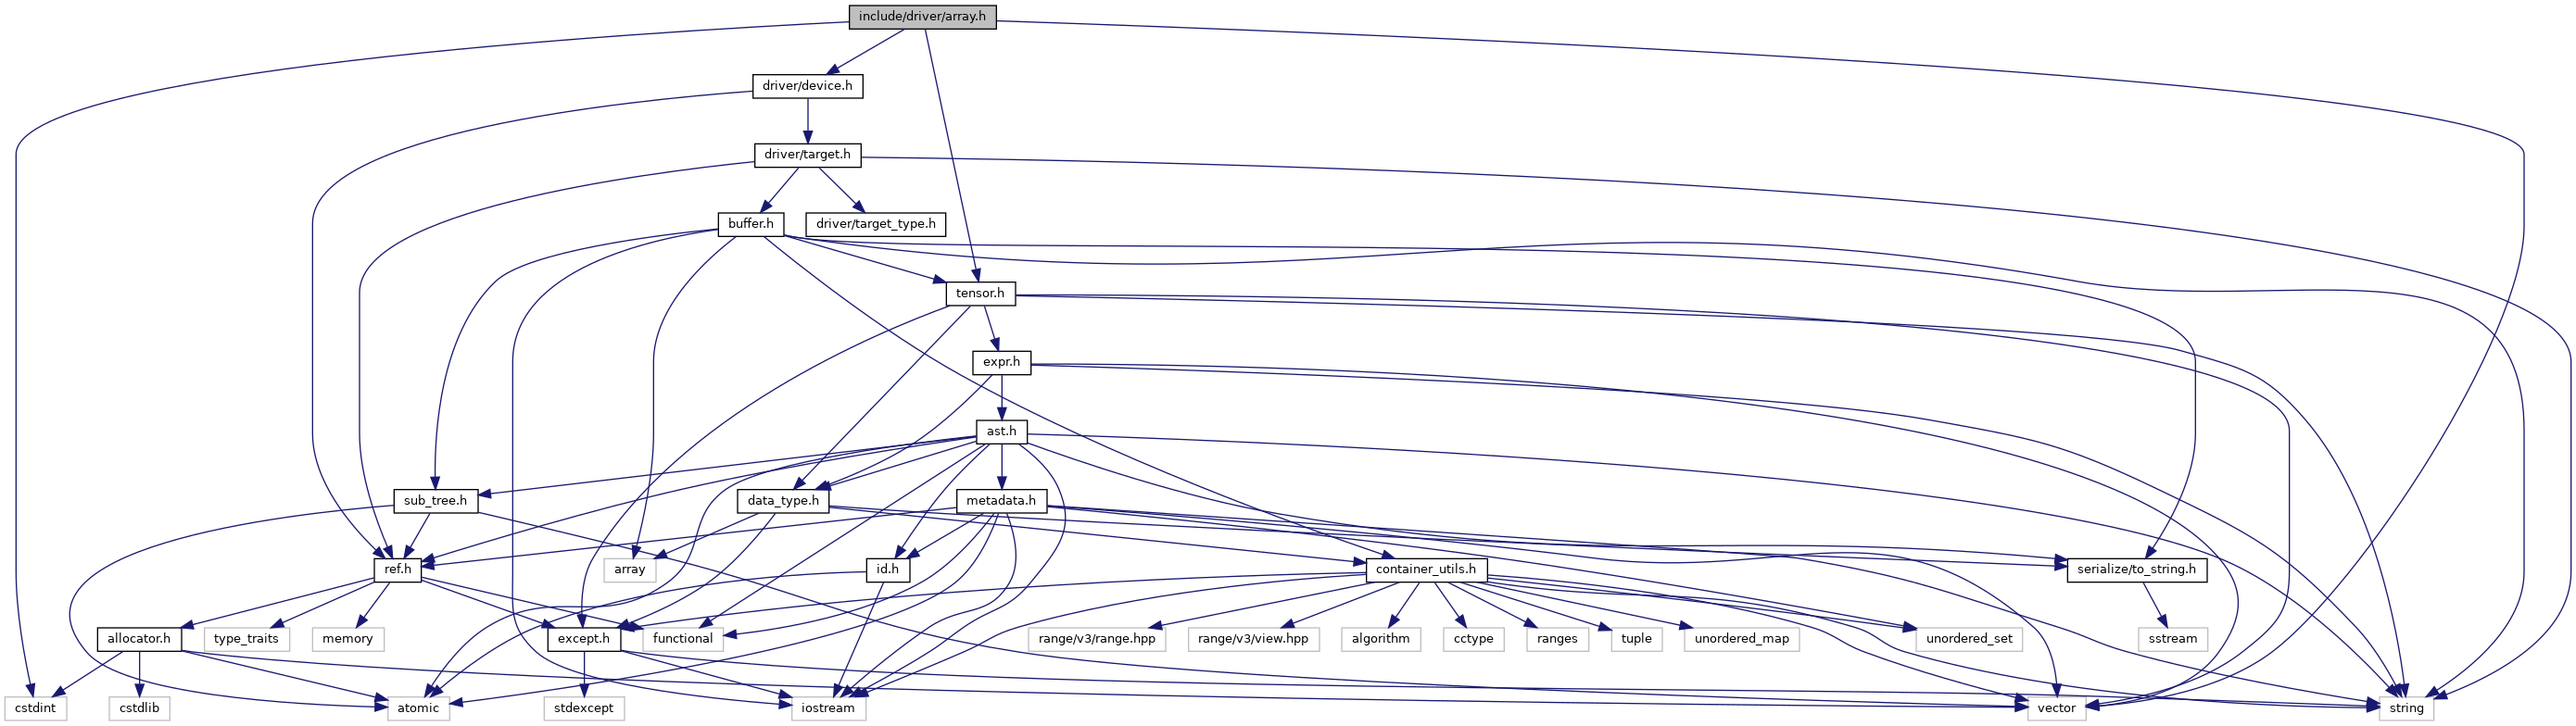 include/driver/array.h
driver/device.h
driver/target.h
buffer.h
driver/target_type.h
tensor.h
expr.h
ast.h
sub_tree.h
data_type.h
metadata.h
ref.h
array
id.h
container_utils.h
serialize/to_string.h
allocator.h
type_traits
memory
except.h
functional
range/v3/range.hpp
range/v3/view.hpp
algorithm
cctype
ranges
tuple
unordered_map
unordered_set
sstream
cstdint
cstdlib
atomic
stdexcept
iostream
vector
string